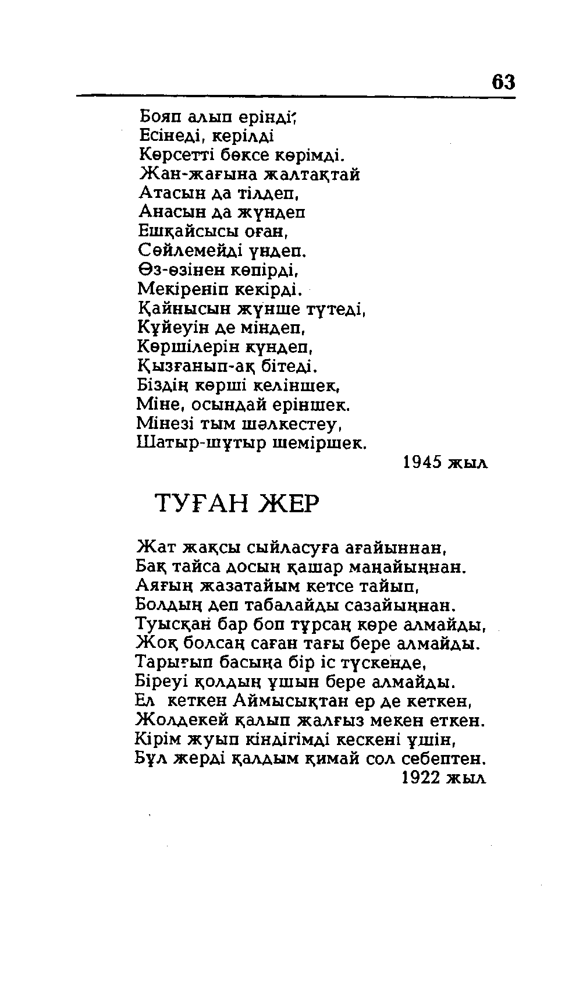 63
Бояп алып ерінді;
Есінеді, керілді
Көрсетті бөксе көрімді.
Жан-жағына жалтақтай
Атасын да тілдеп,
Анасын да жүндеп
Ешқайсысы оған,
Сөйлемейді үндеп.
Өз-өзінен көпірді,
Мекіреніп кекірді.
Қайнысын жүнше түтеді,
Күйеуін де міндеп,
Көршілерін күндеп,
Қызғанып-ақ бітеді.
Біздің көрші келіншек,
Міне, осындай еріншек.
Мінезі тым шәлкестеу,
Шатыр-шұтыр шеміршек.
1945 жыл
ТУҒАН ЖЕР
Жат жақсы сыйласуға ағайыннан,
Бақ тайса досың қашар маңайыңнан.
Аяғың жазатайым кетсе тайып,
Болдың деп табалайды сазайыңнан.
Туысқан бар боп тұрсаң көре алмайды,
Жоқ болсаң саған тағы бере алмайды.
Тарығып басыңа бір іс түскенде,
Біреуі қолдың ұшын бере алмайды.
Ел кеткен Аймысықтан ер де кеткен,
Жолдекей қалып жалғыз мекен еткен.
Кірім жуып кіндігімді кескені үшін,
Бұл жерді қалдым қимай сол себептен.
1922 жыл